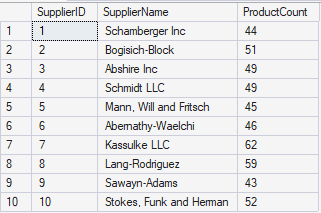 SupplierID SupplierName ProductCount
1 1 Schamberger Inc 44
2 2 Bogisich-Block 51
3 3 Abshire Inc 49
4 4 Schmidt LLC 49
5 5 Mann, Will and Fritsch 45
6 6 Abernathy-Waelchi 46
7 7 Kassulke LLC 62
8 8 Lang-Rodriguez 59
9 9 Sawayn-Adams 43
10 10 Stokes, Funk and Herman 52